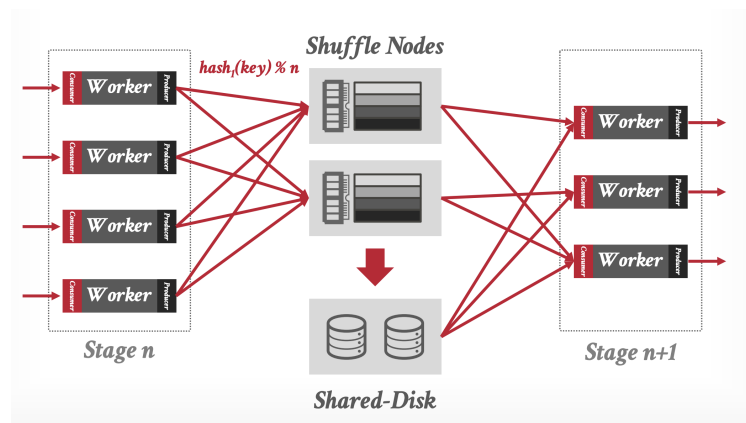 Shuffle Nodes
hash₁(key) % n
Consumer Worker Producer
Consumer Worker Producer
Consumer Worker Producer
Consumer Worker Producer
Stage n
Consumer Worker Producer
Consumer Worker Producer
Consumer Worker Producer
Stage n+1
Shared-Disk